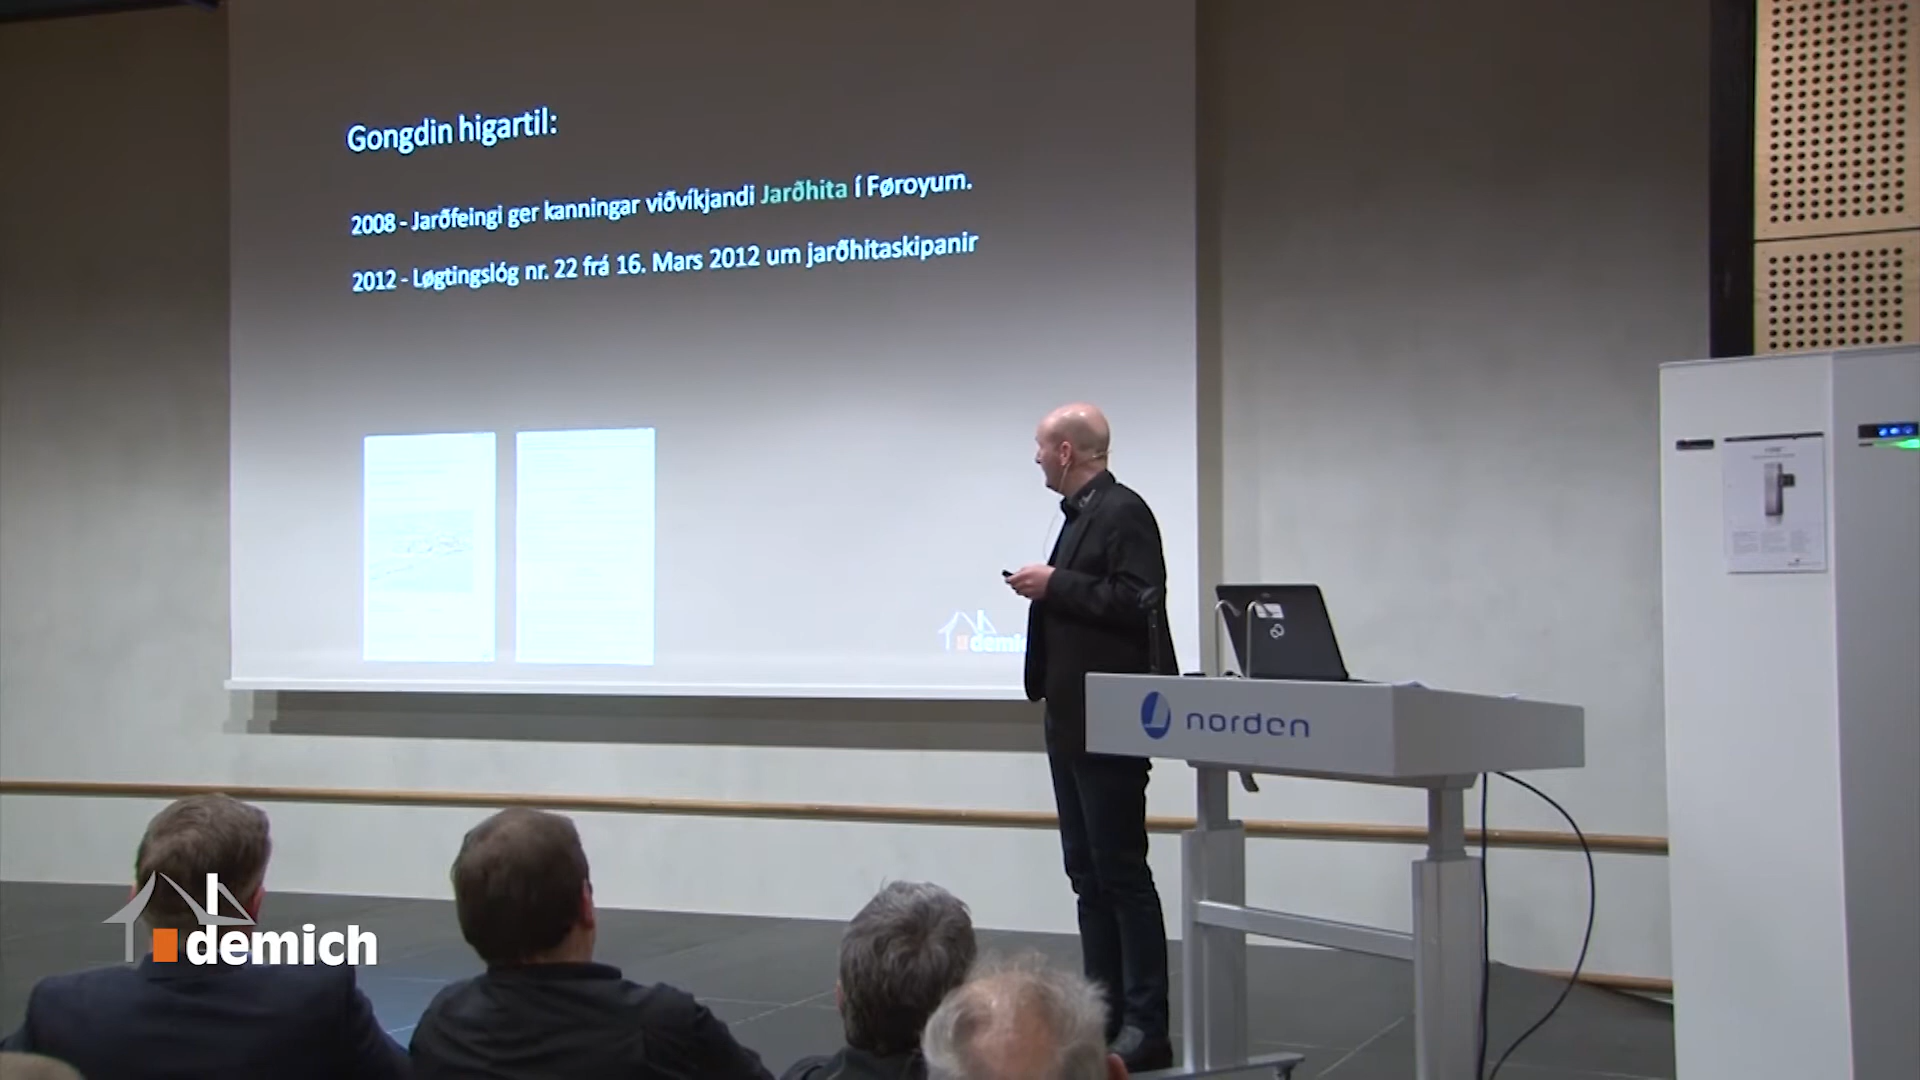 Gongdin higartil:
2008 - Jarðfeingi ger kanningar viðvíkjandi Jarðhita í Føroyum.
2012 - Løgtingslóg nr. 22 frá 16. Mars 2012 um jarðhitaskipanir
demich
norden
demich